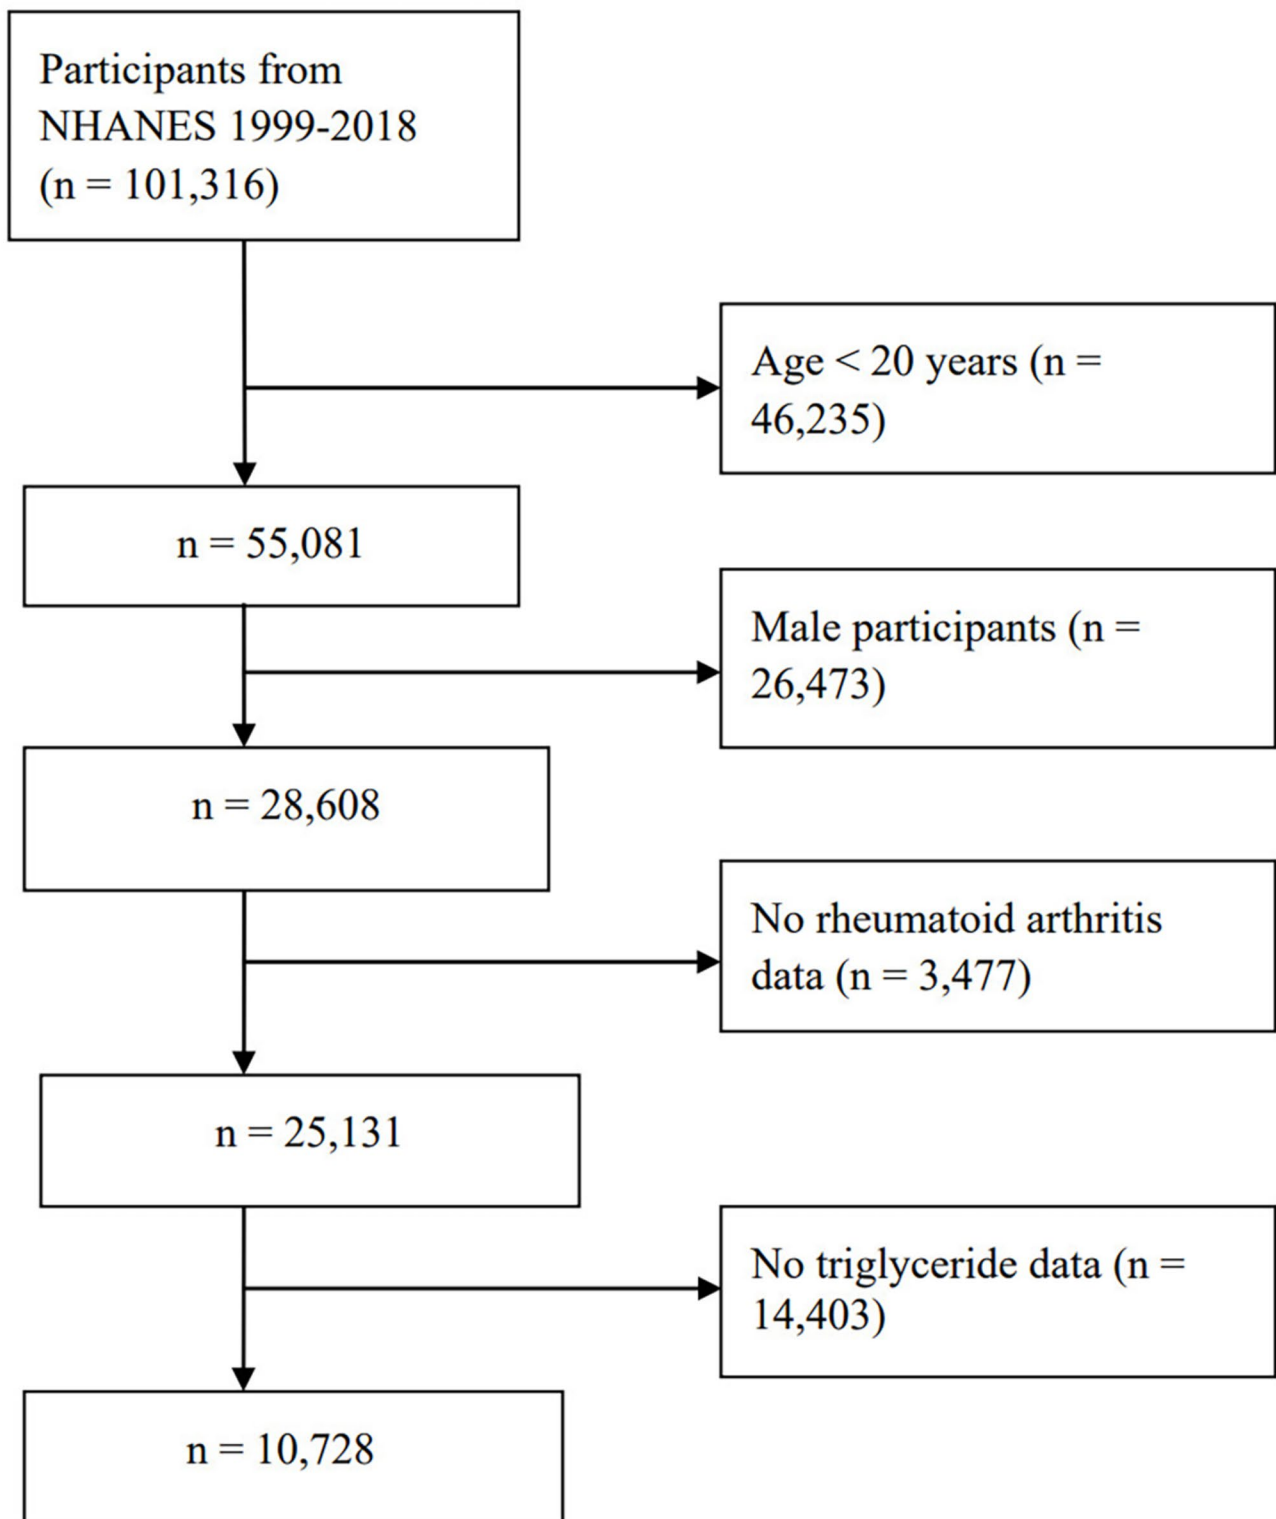 Participants from
NHANES 1999-2018
(n = 101,316)
Age < 20 years (n =
46,235)
n = 55,081
Male participants (n =
26,473)
n = 28,608
No rheumatoid arthritis
data (n = 3,477)
n = 25,131
No triglyceride data (n =
14,403)
n = 10,728